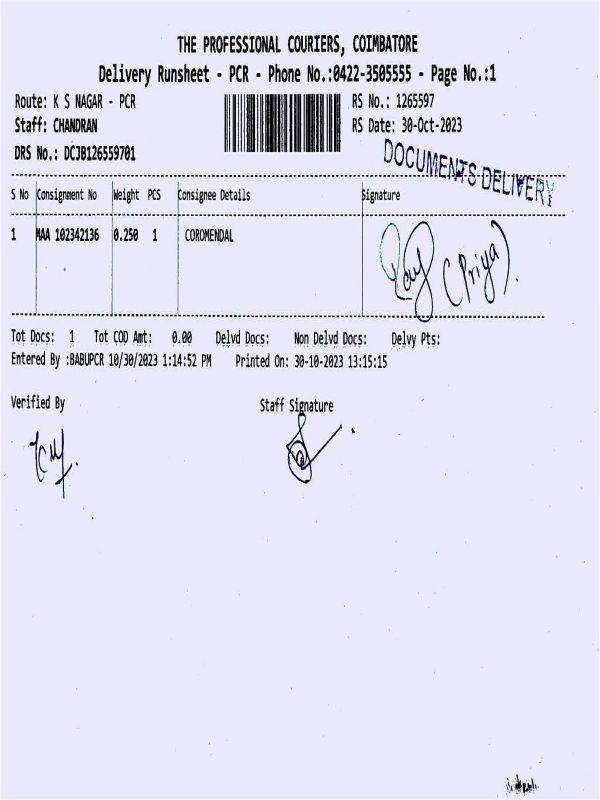 THE PROFESSIONAL COURIERS, COIMBATORE
Delivery Runsheet - PCR - Phone No.:0422-3505555 - Page No.:1
Route: K S NAGAR - PCR
RS No.: 1265597
Staff: CHANDRAN
RS Date: 30-Oct-2023
DRS No.: DCJB126559701
DOCUMENTS DELIVERY
S No Consignment No Weight PCS Consignee Details Signature
1 MAA 102342136 0.250 1 COROMENDAL
(Priya).
Tot Docs: 1 Tot COD Amt: 0.00 Delvd Docs: Non Delvd Docs: Delvy Pts:
Entered By :BABUPCR 10/30/2023 1:14:52 PM Printed On: 30-10-2023 13:15:15
Verified By Staff Signature